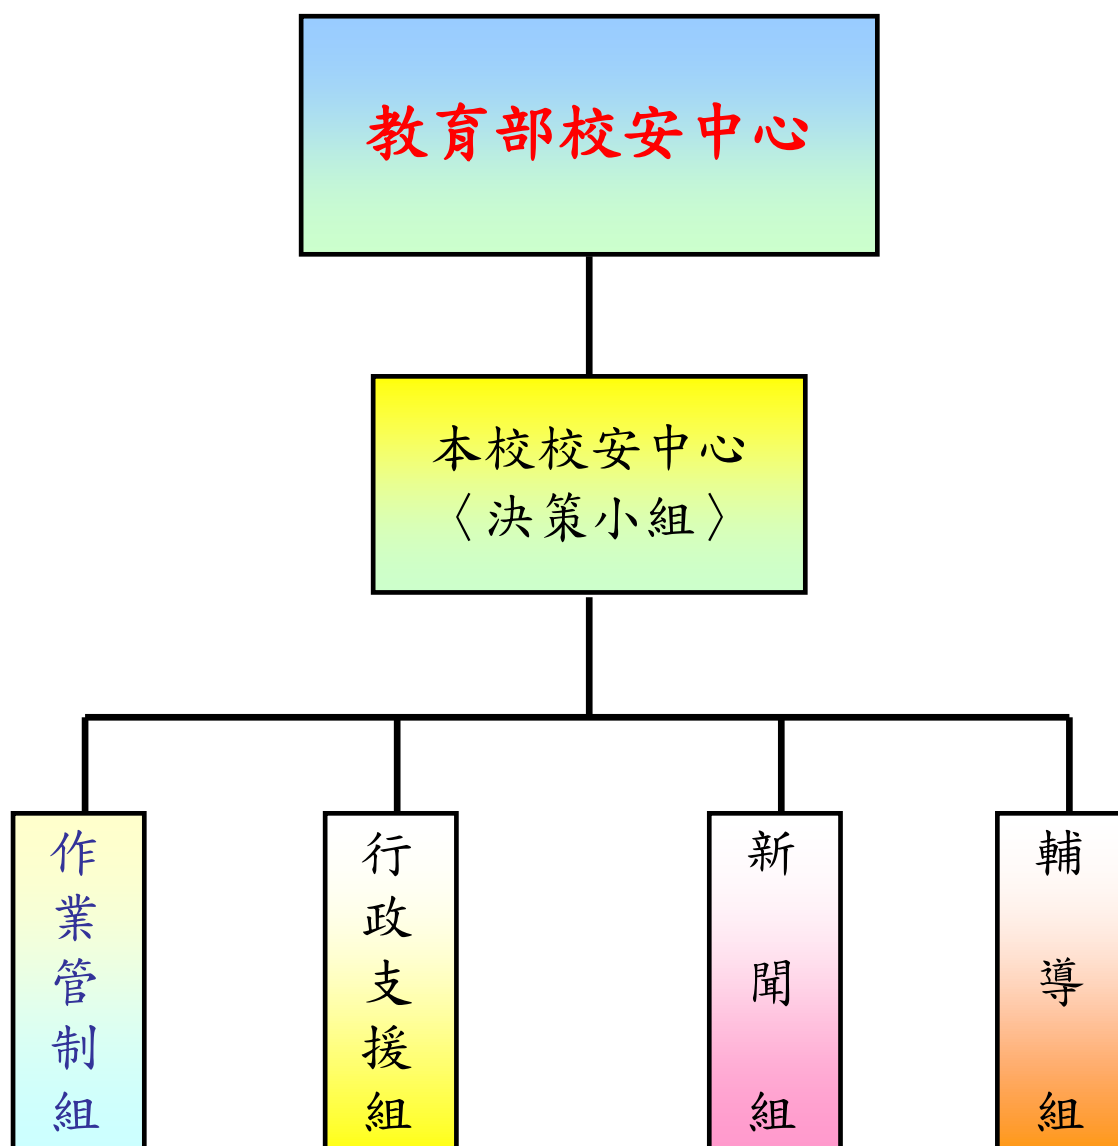 教育部校安中心
本校校安中心
〈決策小組〉
作業管制組
行政支援組
新聞組
輔導組